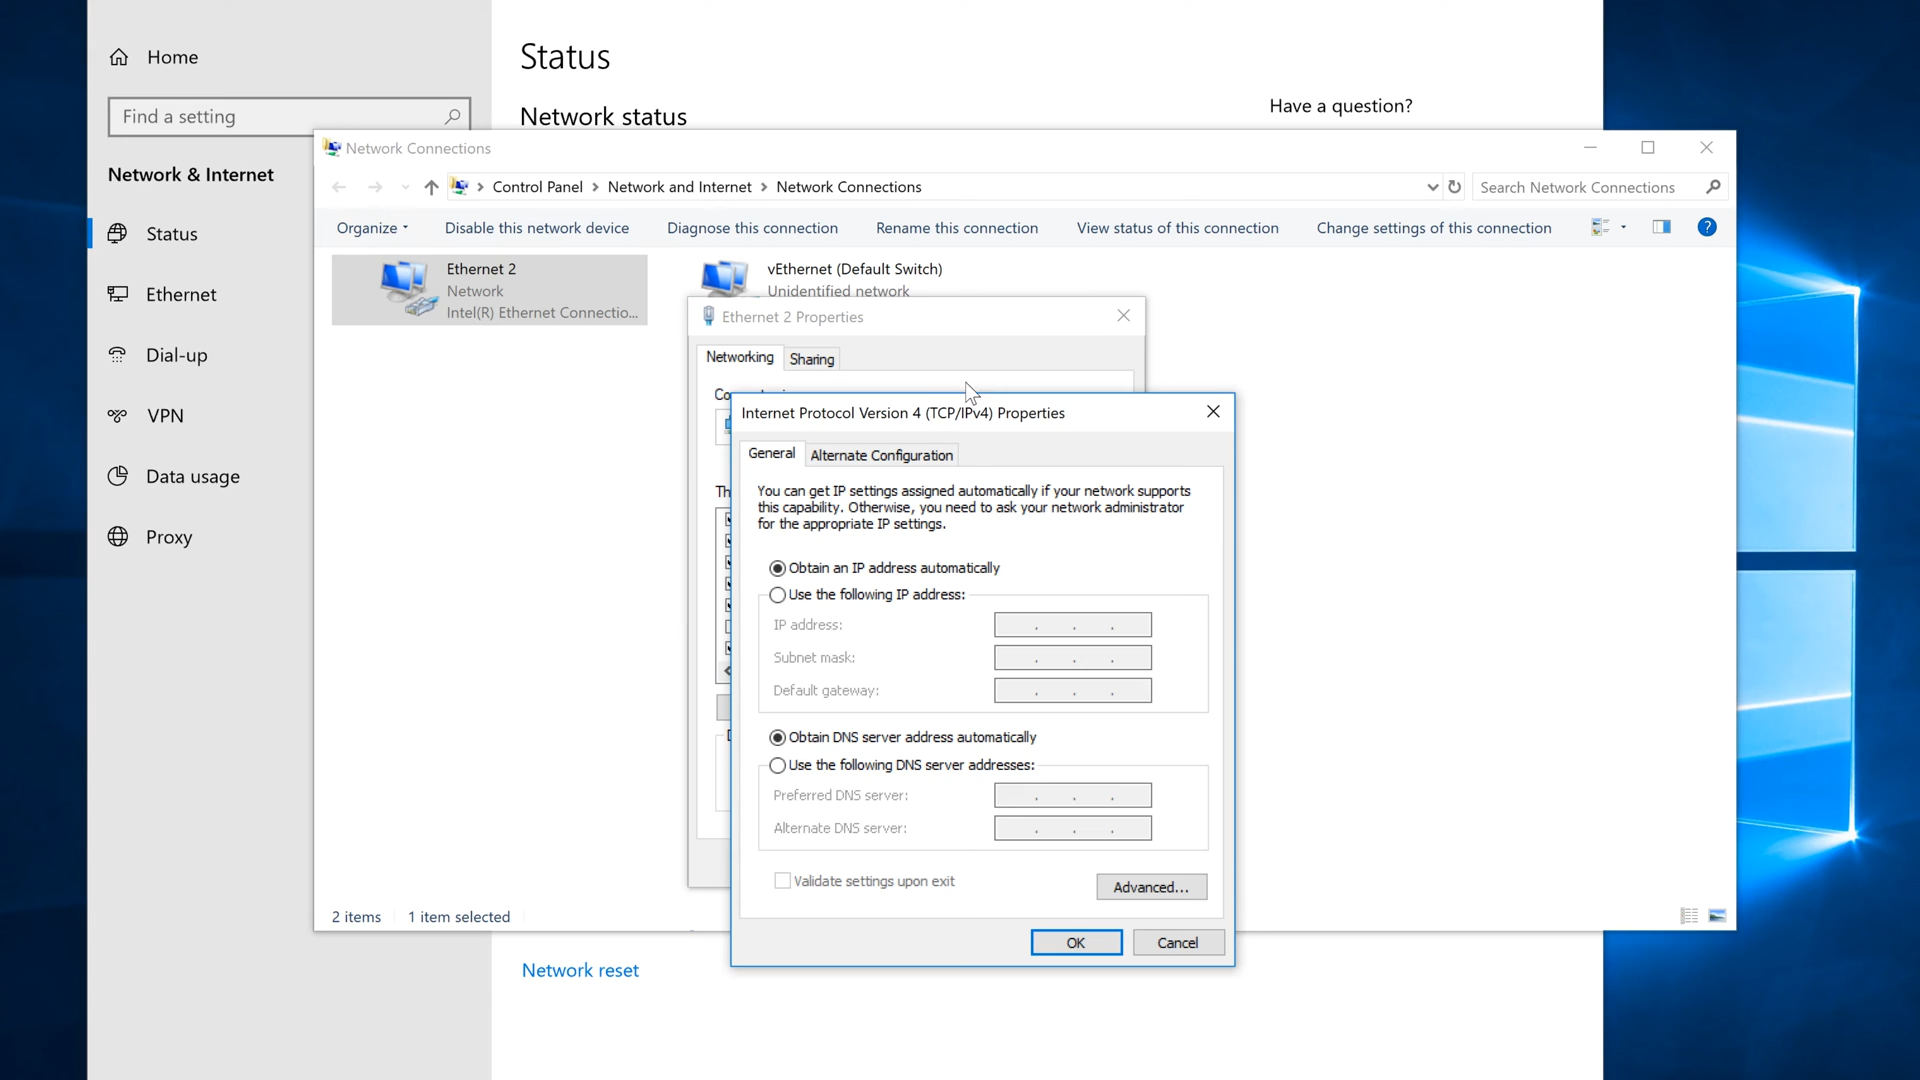 Home
Find a setting
Network & Internet
Status
Ethernet
Dial-up
VPN
Data usage
Proxy
Status
Network status
Have a question?
Network Connections
Control Panel
Network and Internet
Network Connections
Search Network Connections
Organize
Disable this network device
Diagnose this connection
Rename this connection
View status of this connection
Change settings of this connection
?
Ethernet 2
Network
Intel(R) Ethernet Connectio...
vEthernet (Default Switch)
Unidentified network
Ethernet 2 Properties
Networking
Sharing
Internet Protocol Version 4 (TCP/IPv4) Properties
General
Alternate Configuration
You can get IP settings assigned automatically if your network supports
this capability. Otherwise, you need to ask your network administrator
for the appropriate IP settings.
Obtain an IP address automatically
Use the following IP address:
IP address:
Subnet mask:
Default gateway:
Obtain DNS server address automatically
Use the following DNS server addresses:
Preferred DNS server:
Alternate DNS server:
Validate settings upon exit
Advanced...
OK
Cancel
2 items
1 item selected
Network reset